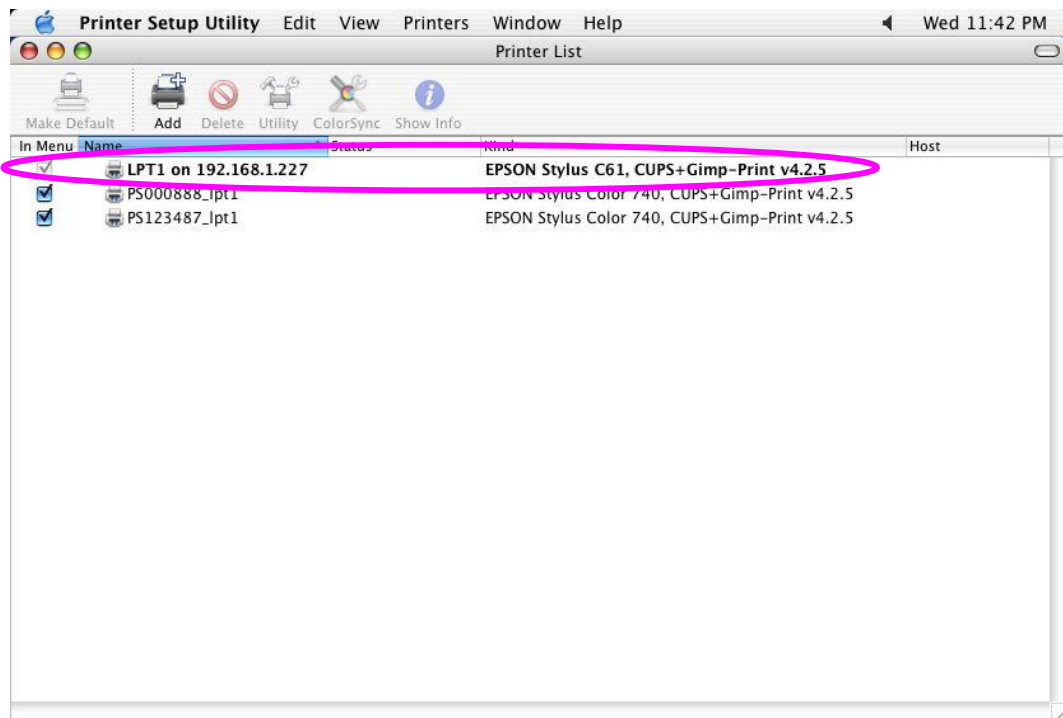 Printer Setup Utility Edit View Printers Window Help Wed 11:42 PM
Printer List
Make Default Add Delete Utility ColorSync Show Info
In Menu Name Status Kind Host
LPT1 on 192.168.1.227 EPSON Stylus C61, CUPS+Gimp-Print v4.2.5
PS000888_lpt1 EPSON Stylus Color 740, CUPS+Gimp-Print v4.2.5
PS123487_lpt1 EPSON Stylus Color 740, CUPS+Gimp-Print v4.2.5